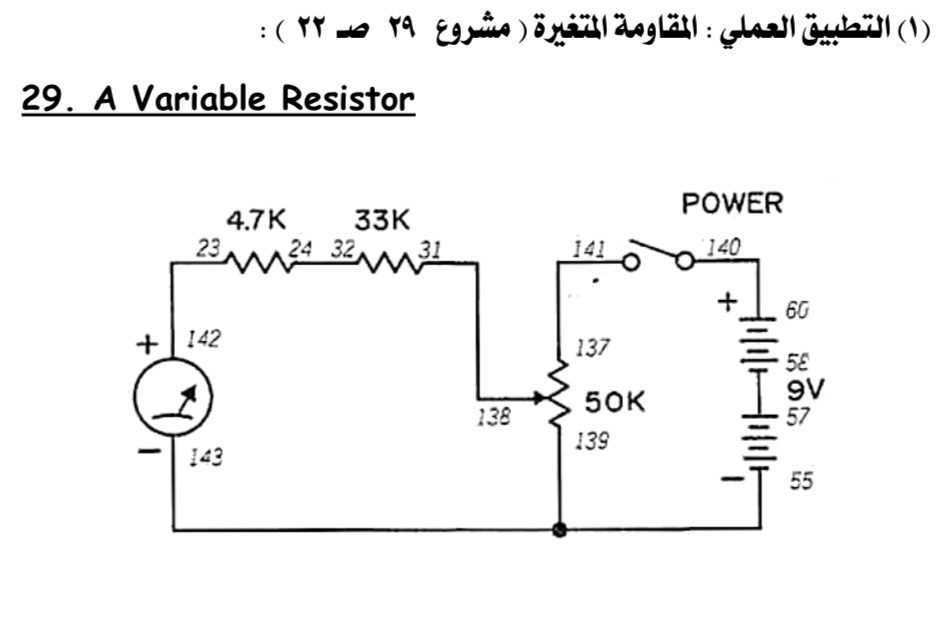 (١) التطبيق العملي : المقاومة المتغيرة ( مشروع ٢٩ صـ ٢٢ ) :
29. A Variable Resistor
POWER
4.7K 33K
23 24 32 31 141 140
+ 60
+ 142 137 58
50K 9V
138 57
139
− 143 − 55